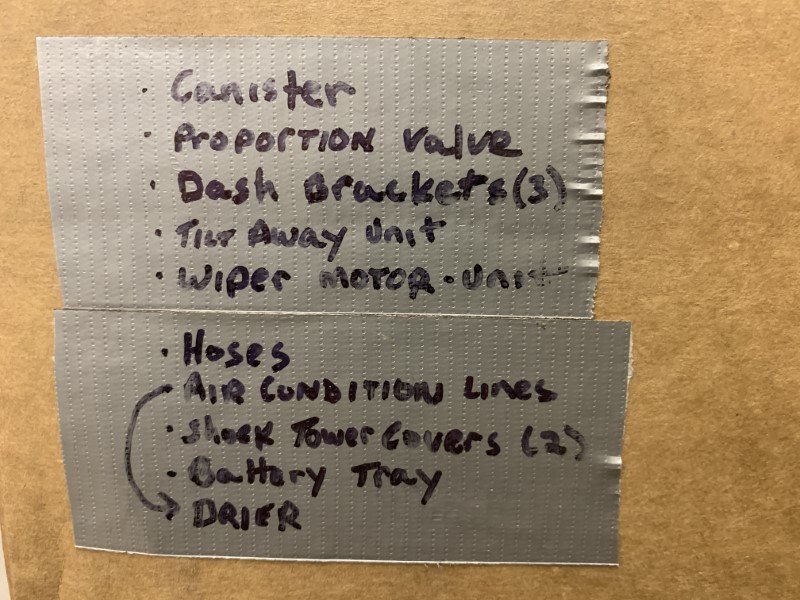 · Canister
· Proportion Valve
· Dash Brackets (3)
· Tilt Away Unit
· Wiper Motor-Unit
· Hoses
AIR CONDITION Lines
· Shock Tower Covers (2)
· Battery Tray
DRIER